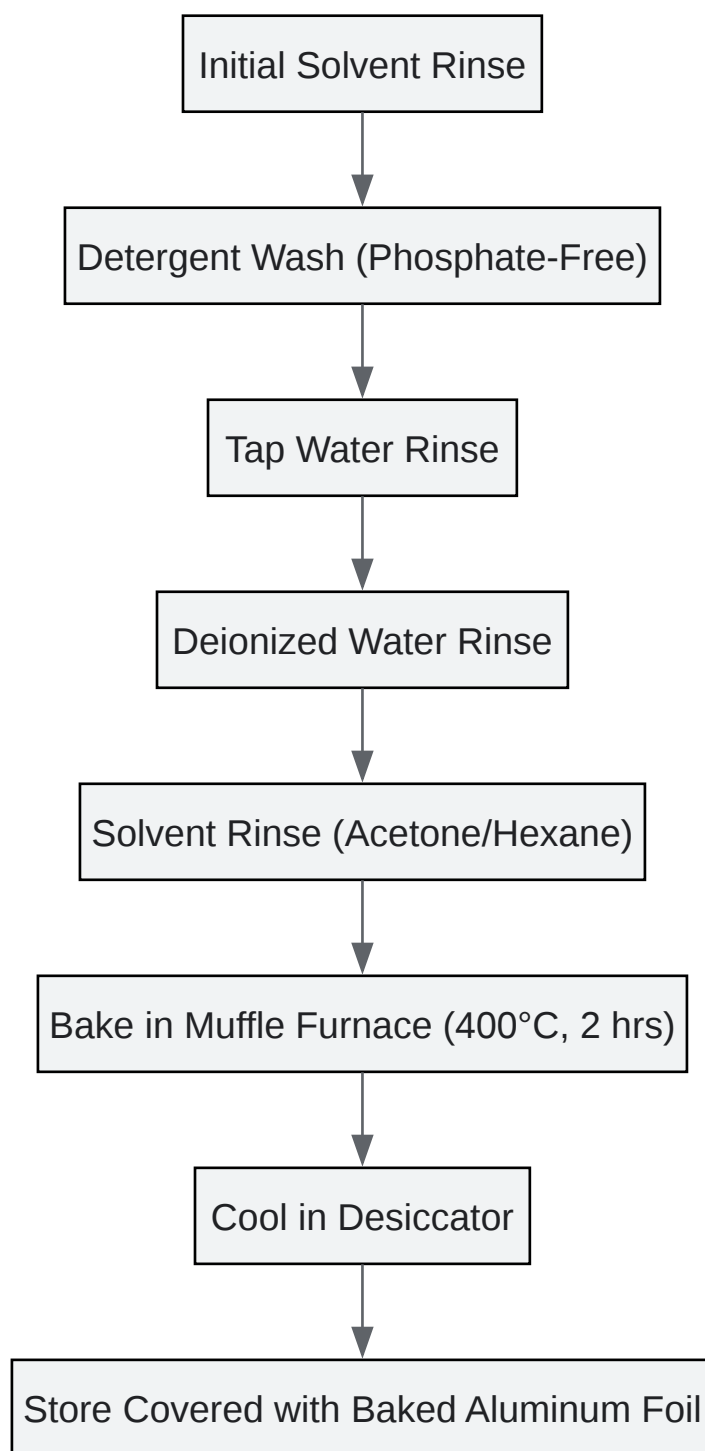 Initial Solvent Rinse
Detergent Wash (Phosphate-Free)
Tap Water Rinse
Deionized Water Rinse
Solvent Rinse (Acetone/Hexane)
Bake in Muffle Furnace (400°C, 2 hrs)
Cool in Desiccator
Store Covered with Baked Aluminum Foil